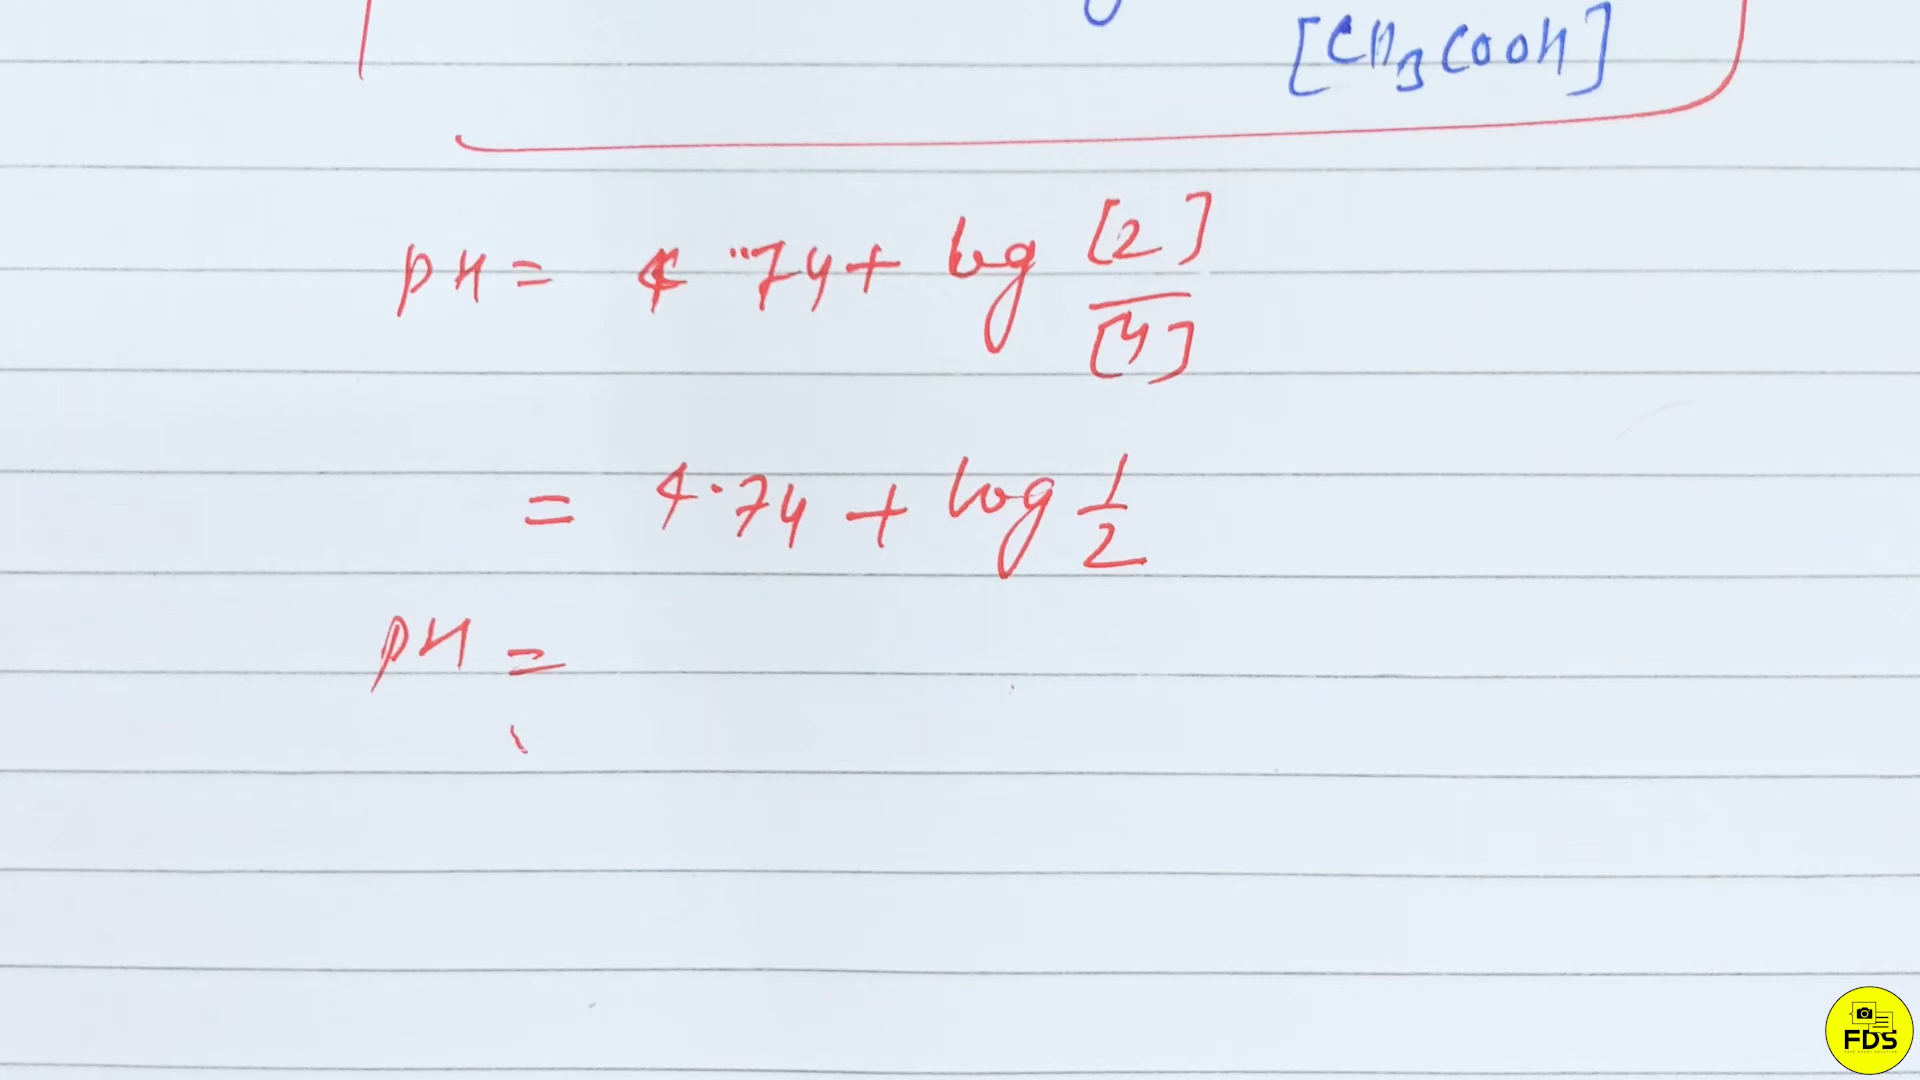 [CH₃COOH]
pH = 4.74 + log [2]/[4]
= 4.74 + log 1/2
pH =
FDS